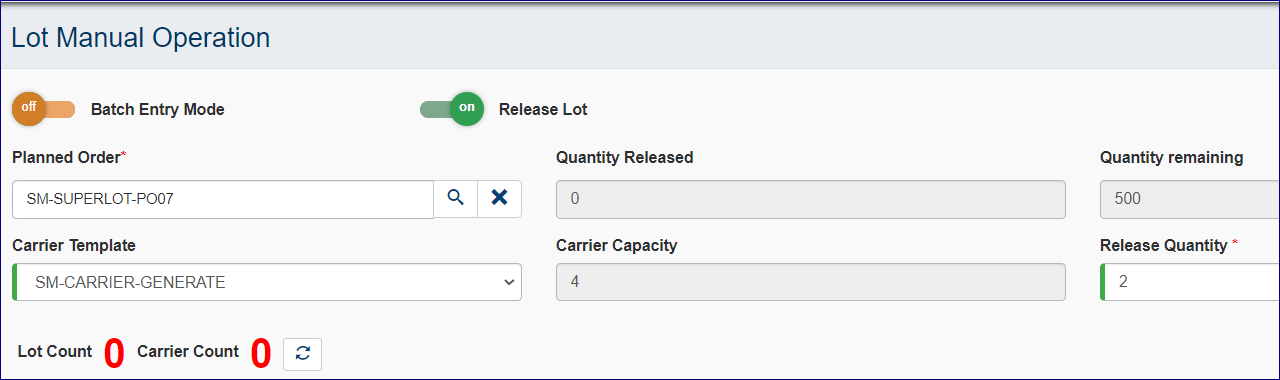 Lot Manual Operation
off Batch Entry Mode on Release Lot
Planned Order* Quantity Released Quantity remaining
SM-SUPERLOT-PO07 0 500
Carrier Template Carrier Capacity Release Quantity *
SM-CARRIER-GENERATE 4 2
Lot Count 0 Carrier Count 0